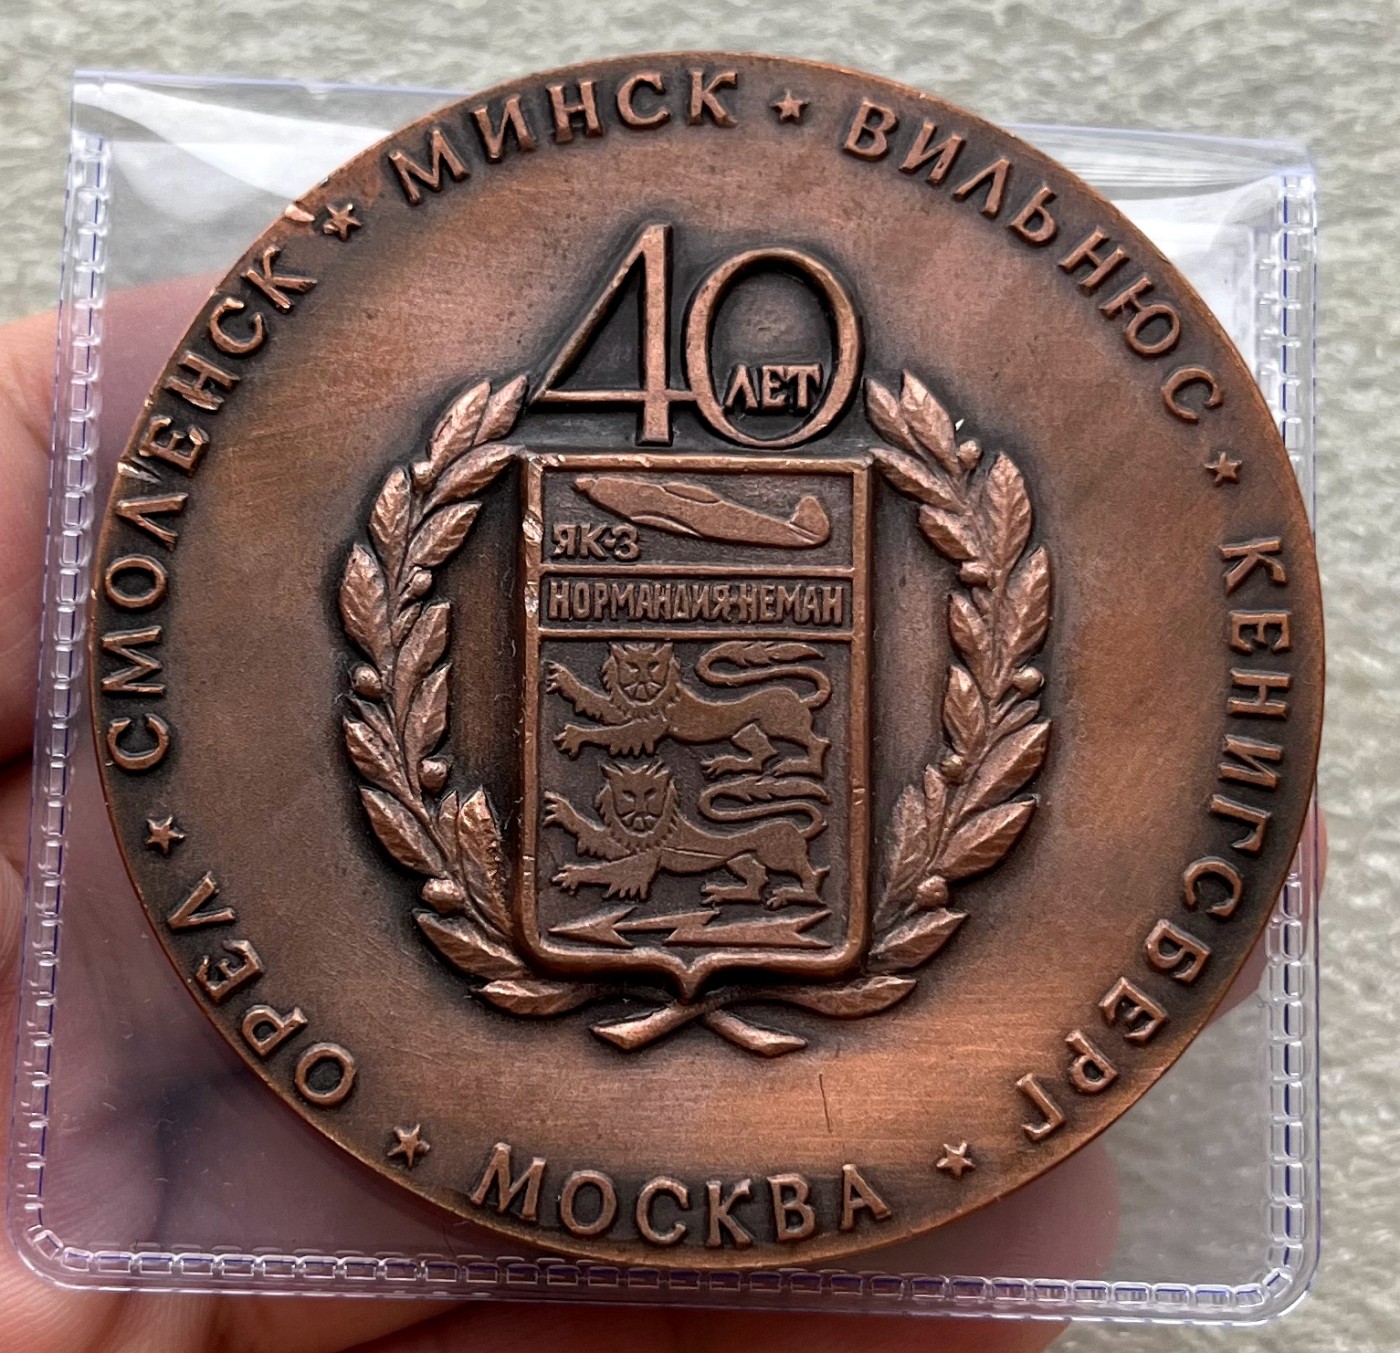 МОСКВА ★ ОРЕЛ ★ СМОЛЕНСК ★ МИНСК ★ ВИЛЬНЮС ★ КЕНИГСБЕРГ ★
40
ЛЕТ
ЯК-3
НОРМАНДИЯ-НЕМАН